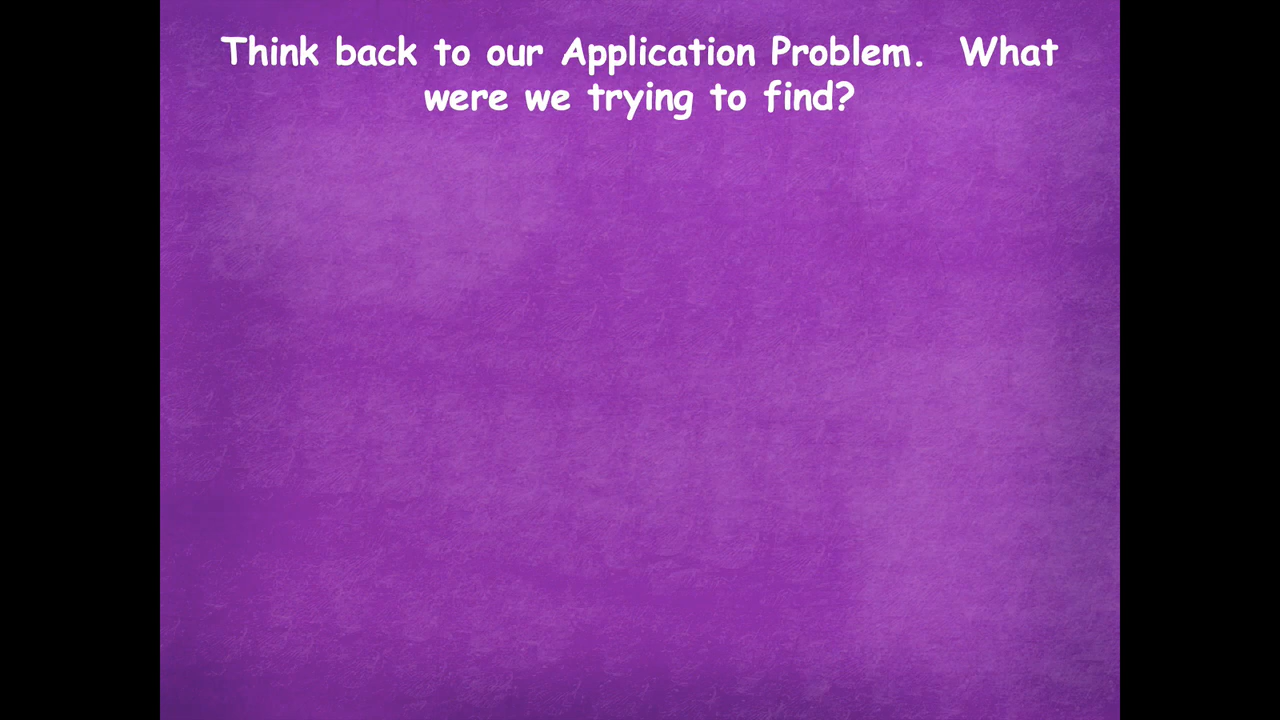 Think back to our Application Problem.  What
were we trying to find?